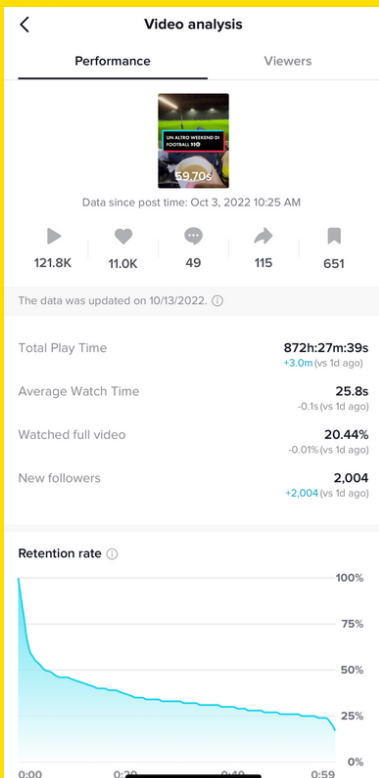 Video analysis
Performance Viewers
UN ALTRO WEEKEND DI
FOOTBALL
59.70s
Data since post time: Oct 3, 2022 10:25 AM
121.8K 11.0K 49 115 651
The data was updated on 10/13/2022.
Total Play Time 872h:27m:39s
+3.0m (vs 1d ago)
Average Watch Time 25.8s
-0.1s (vs 1d ago)
Watched full video 20.44%
-0.01% (vs 1d ago)
New followers 2,004
+2,004 (vs 1d ago)
Retention rate
100%
75%
50%
25%
0%
0:00 0:20 0:40 0:59